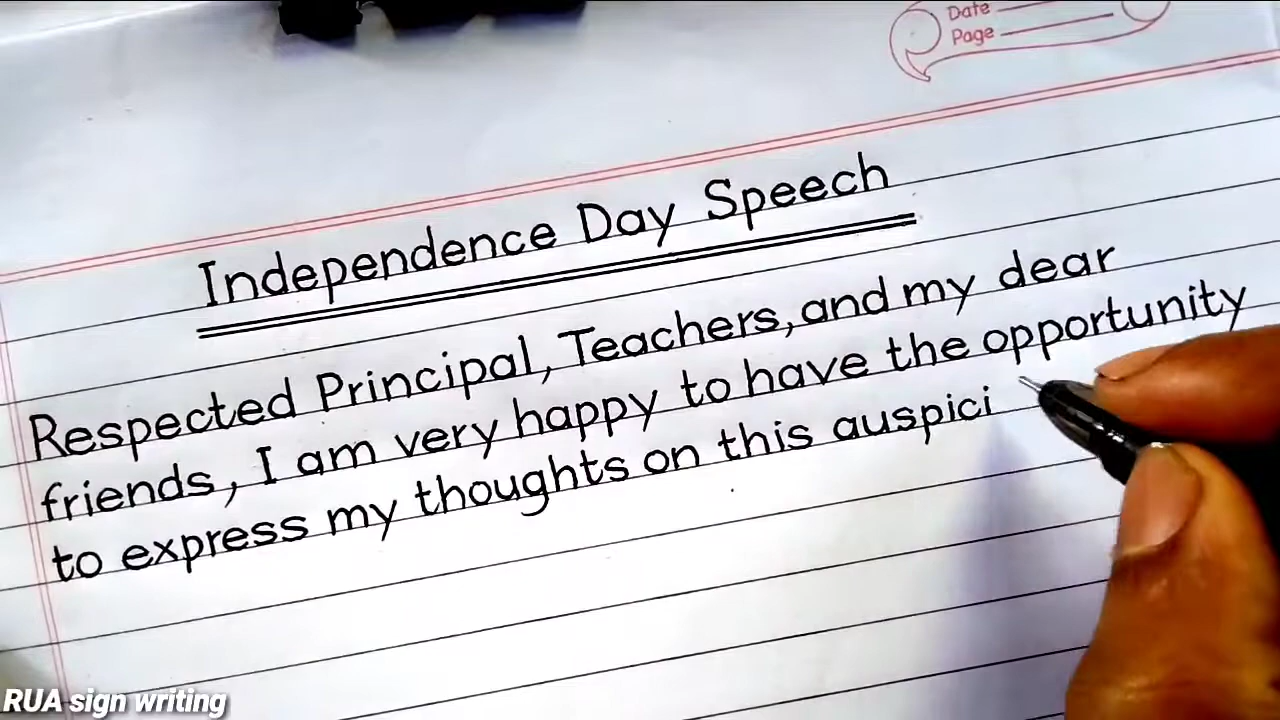 Date
Page
Independence Day Speech
Respected Principal, Teachers, and my dear
friends, I am very happy to have the opportunity
to express my thoughts on this auspici
RUA sign writing